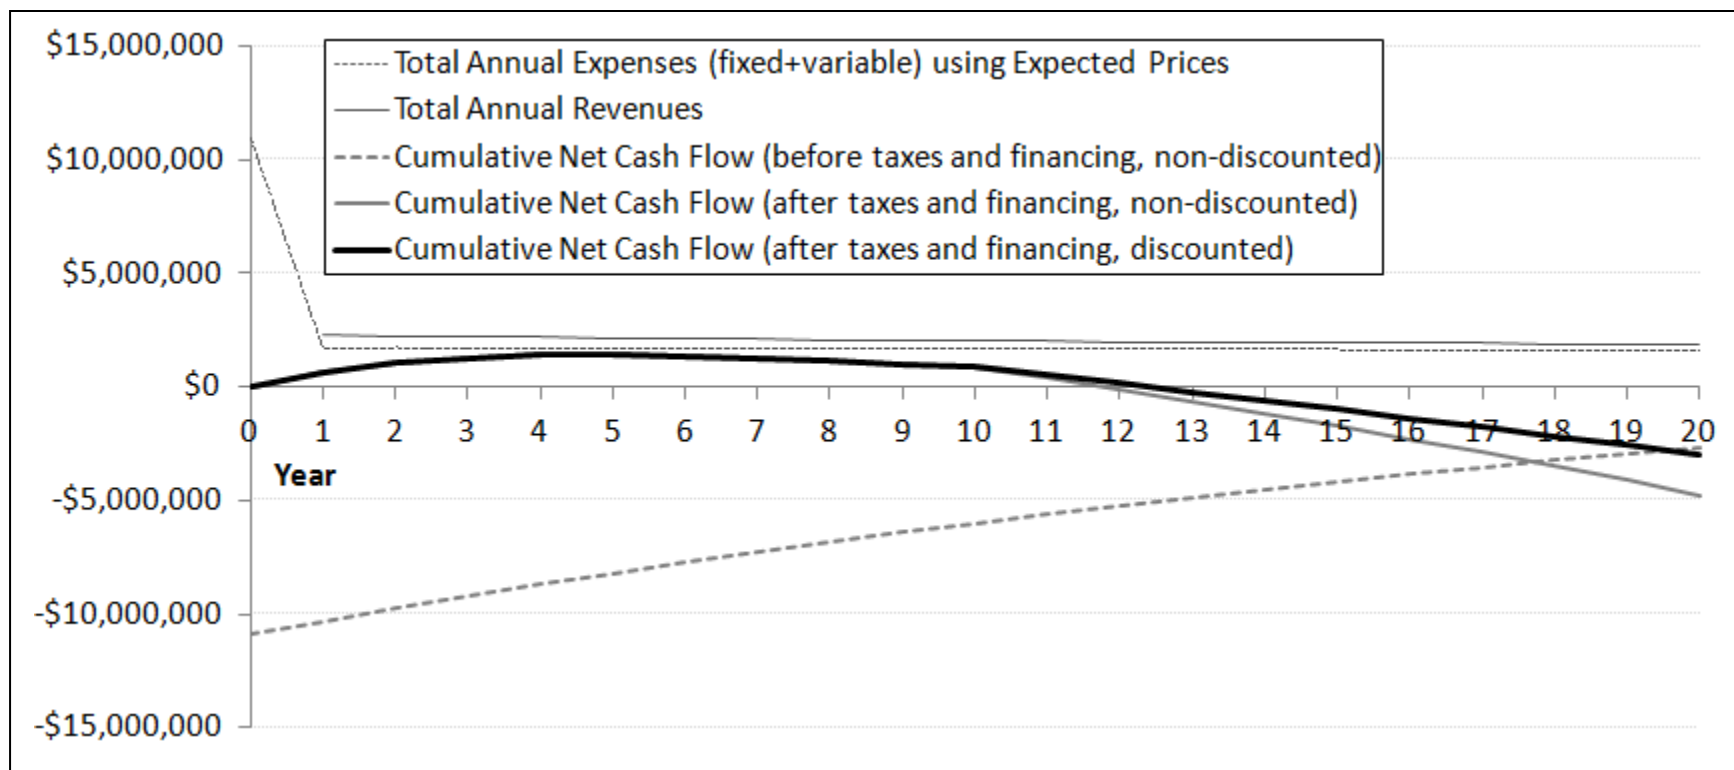 $15,000,000
$10,000,000
$5,000,000
$0
-$5,000,000
-$10,000,000
-$15,000,000
Total Annual Expenses (fixed+variable) using Expected Prices
Total Annual Revenues
Cumulative Net Cash Flow (before taxes and financing, non-discounted)
Cumulative Net Cash Flow (after taxes and financing, non-discounted)
Cumulative Net Cash Flow (after taxes and financing, discounted)
0 1 2 3 4 5 6 7 8 9 10 11 12 13 14 15 16 17 18 19 20
Year